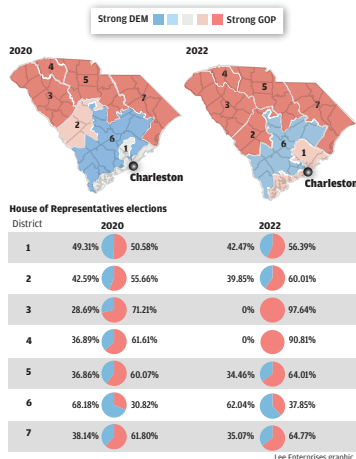 Strong DEM Strong GOP
2020 2022
4
5
3
7
2
6
1
Charleston
4
5
3
7
2
6
1
Charleston
House of Representatives elections
District 2020 2022
1 49.31% 50.58% 42.47% 56.39%
2 42.59% 55.66% 39.85% 60.01%
3 28.69% 71.21% 0% 97.64%
4 36.89% 61.61% 0% 90.81%
5 36.86% 60.07% 34.46% 64.01%
6 68.18% 30.82% 62.04% 37.85%
7 38.14% 61.80% 35.07% 64.77%
Lee Enterprises graphic